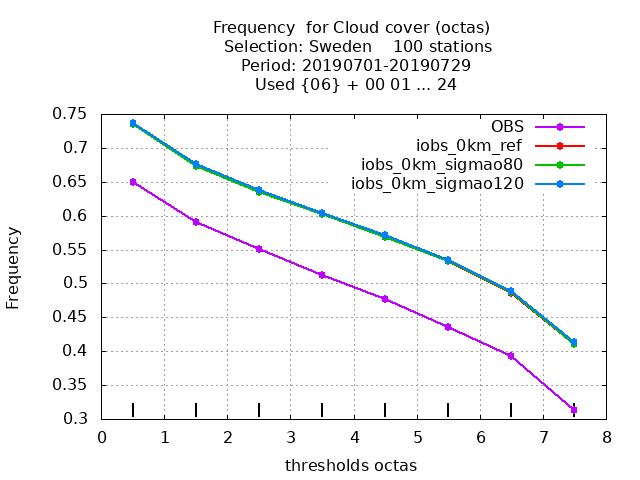 Frequency for Cloud cover (octas)
Selection: Sweden 100 stations
Period: 20190701-20190729
Used {06} + 00 01 ... 24
OBS
iobs_0km_ref
iobs_0km_sigmao80
iobs_0km_sigmao120
0.75
0.7
0.65
0.6
0.55
0.5
0.45
0.4
0.35
0.3
Frequency
0 1 2 3 4 5 6 7 8
thresholds octas